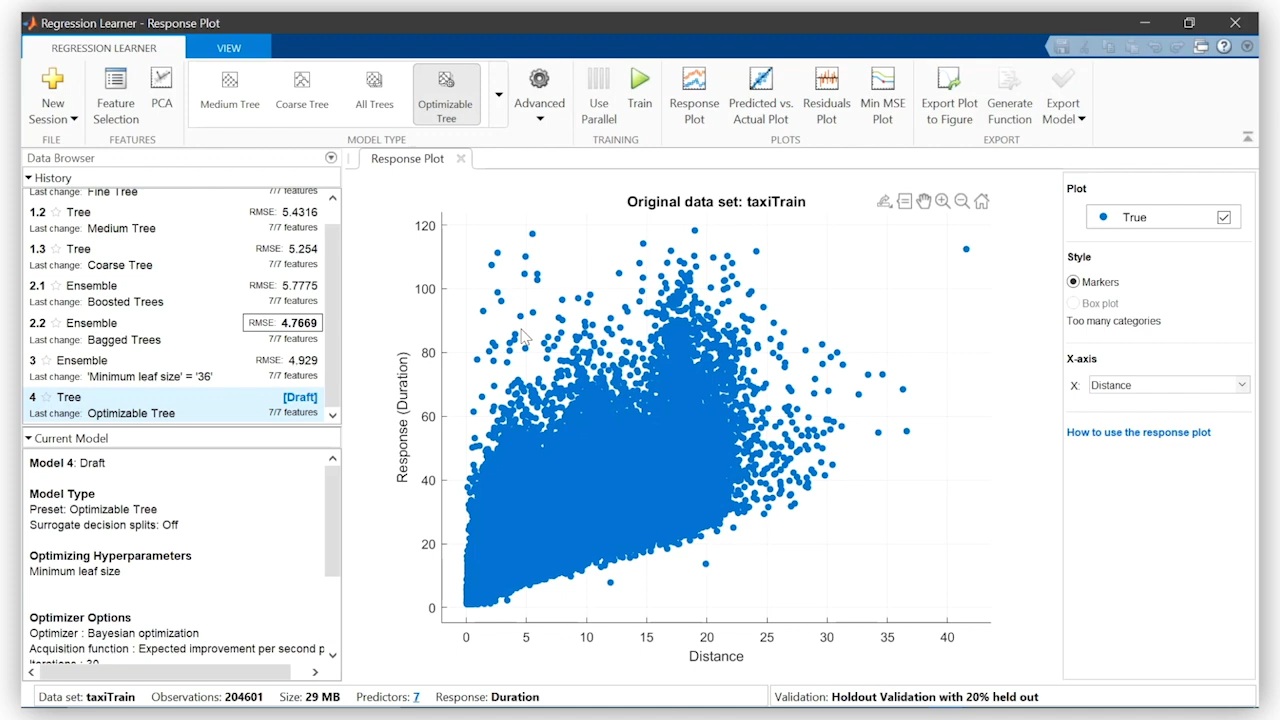 Regression Learner - Response Plot
REGRESSION LEARNER
VIEW
New Session
Feature Selection
PCA
Medium Tree
Coarse Tree
All Trees
Optimizable Tree
Advanced
Use Parallel
Train
Response Plot
Predicted vs. Actual Plot
Residuals Plot
Min MSE Plot
Export Plot to Figure
Generate Function
Export Model
FILE
FEATURES
MODEL TYPE
TRAINING
PLOTS
EXPORT
Data Browser
History
Last change: Fine Tree 7/7 features
1.2 Tree RMSE: 5.4316
Last change: Medium Tree 7/7 features
1.3 Tree RMSE: 5.254
Last change: Coarse Tree 7/7 features
2.1 Ensemble RMSE: 5.7775
Last change: Boosted Trees 7/7 features
2.2 Ensemble RMSE: 4.7669
Last change: Bagged Trees 7/7 features
3 Ensemble RMSE: 4.929
Last change: 'Minimum leaf size' = '36' 7/7 features
4 Tree [Draft]
Last change: Optimizable Tree 7/7 features
Current Model
Model 4: Draft
Model Type
Preset: Optimizable Tree
Surrogate decision splits: Off
Optimizing Hyperparameters
Minimum leaf size
Optimizer Options
Optimizer : Bayesian optimization
Acquisition function : Expected improvement per second p
Iterations : 30
Response Plot
Original data set: taxiTrain
Response (Duration)
120
100
80
60
40
20
0
0 5 10 15 20 25 30 35 40
Distance
Plot
True
Style
Markers
Box plot
Too many categories
X-axis
X: Distance
How to use the response plot
Data set: taxiTrain Observations: 204601 Size: 29 MB Predictors: 7 Response: Duration
Validation: Holdout Validation with 20% held out